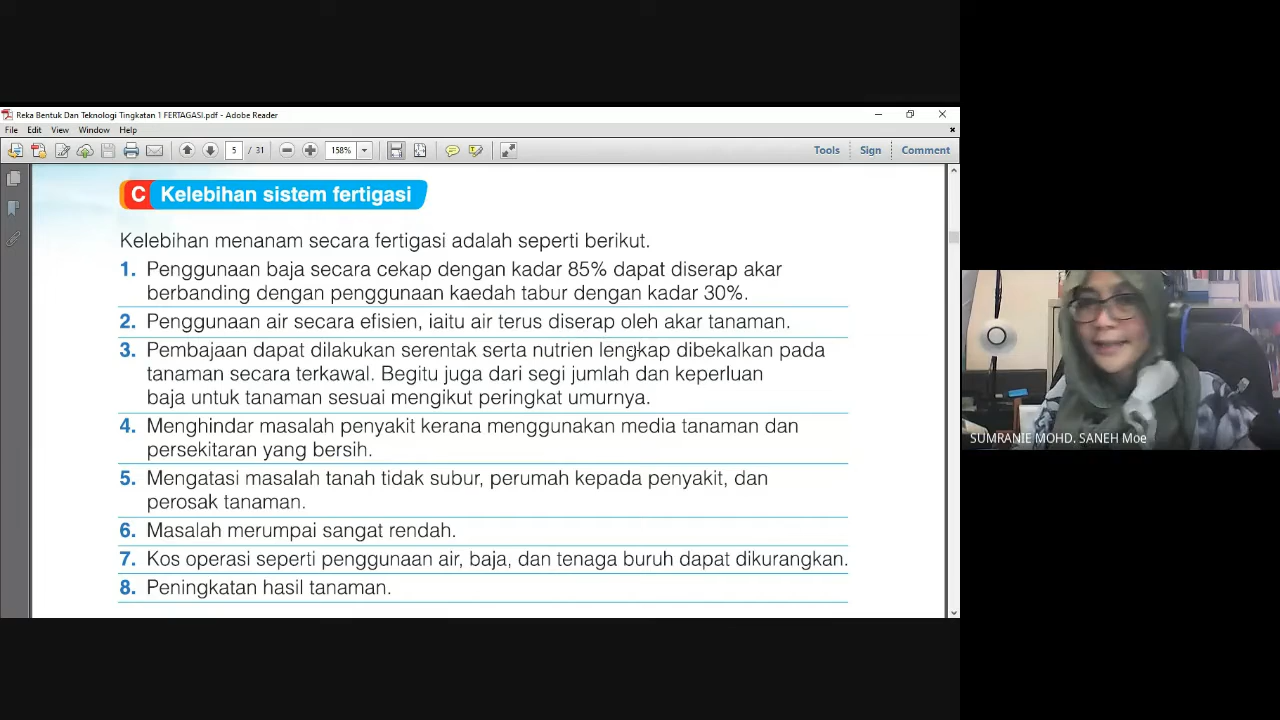 Reka Bentuk Dan Teknologi Tingkatan 1 FERTAGASI.pdf - Adobe Reader
File Edit View Window Help
5 / 31 158% Tools Sign Comment
C Kelebihan sistem fertigasi
Kelebihan menanam secara fertigasi adalah seperti berikut.
1. Penggunaan baja secara cekap dengan kadar 85% dapat diserap akar
berbanding dengan penggunaan kaedah tabur dengan kadar 30%.
2. Penggunaan air secara efisien, iaitu air terus diserap oleh akar tanaman.
3. Pembajaan dapat dilakukan serentak serta nutrien lengkap dibekalkan pada
tanaman secara terkawal. Begitu juga dari segi jumlah dan keperluan
baja untuk tanaman sesuai mengikut peringkat umurnya.
4. Menghindar masalah penyakit kerana menggunakan media tanaman dan
persekitaran yang bersih.
5. Mengatasi masalah tanah tidak subur, perumah kepada penyakit, dan
perosak tanaman.
6. Masalah merumpai sangat rendah.
7. Kos operasi seperti penggunaan air, baja, dan tenaga buruh dapat dikurangkan.
8. Peningkatan hasil tanaman.
SUMRANIE MOHD. SANEH Moe